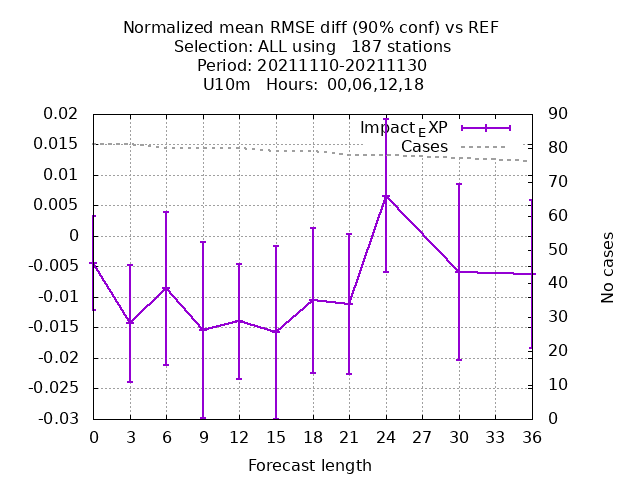 Normalized mean RMSE diff (90% conf) vs REF
Selection: ALL using   187 stations
Period: 20211110-20211130
U10m   Hours:  00,06,12,18
Impact_EXP
Cases
0.02
0.015
0.01
0.005
0
-0.005
-0.01
-0.015
-0.02
-0.025
-0.03
90
80
70
60
50
40
30
20
10
0
No cases
0 3 6 9 12 15 18 21 24 27 30 33 36
Forecast length